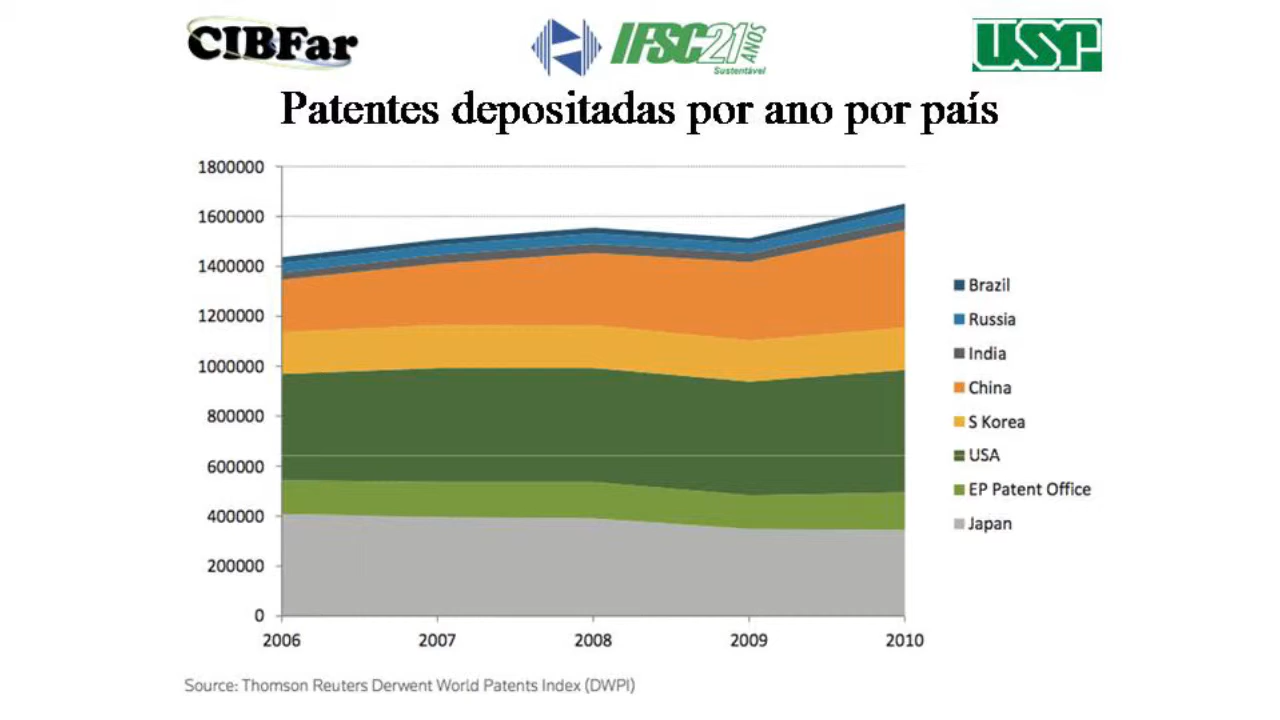 CIBFar
IFSC21 ANOS
Sustentável
USP
Patentes depositadas por ano por país
1800000
1600000
1400000
1200000
1000000
800000
600000
400000
200000
0
2006 2007 2008 2009 2010
Brazil
Russia
India
China
S Korea
USA
EP Patent Office
Japan
Source: Thomson Reuters Derwent World Patents Index (DWPI)